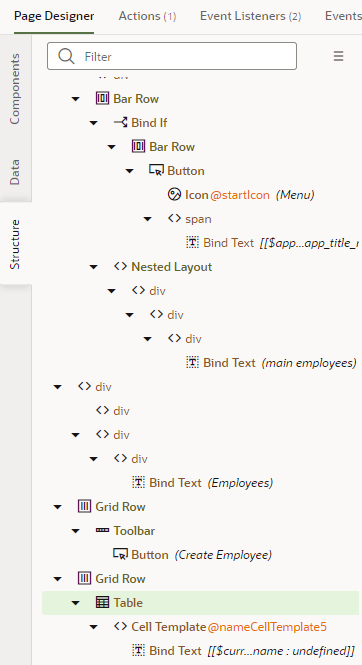 Page Designer Actions (1) Event Listeners (2) Events
Components
Data
Structure
Filter
div
Bar Row
Bind If
Bar Row
Button
Icon @startIcon (Menu)
span
Bind Text [[$app...app_title_
Nested Layout
div
div
div
Bind Text (main employees)
div
div
div
div
Bind Text (Employees)
Grid Row
Toolbar
Button (Create Employee)
Grid Row
Table
Cell Template @nameCellTemplate5
Bind Text [[$curr...name : undefined]]